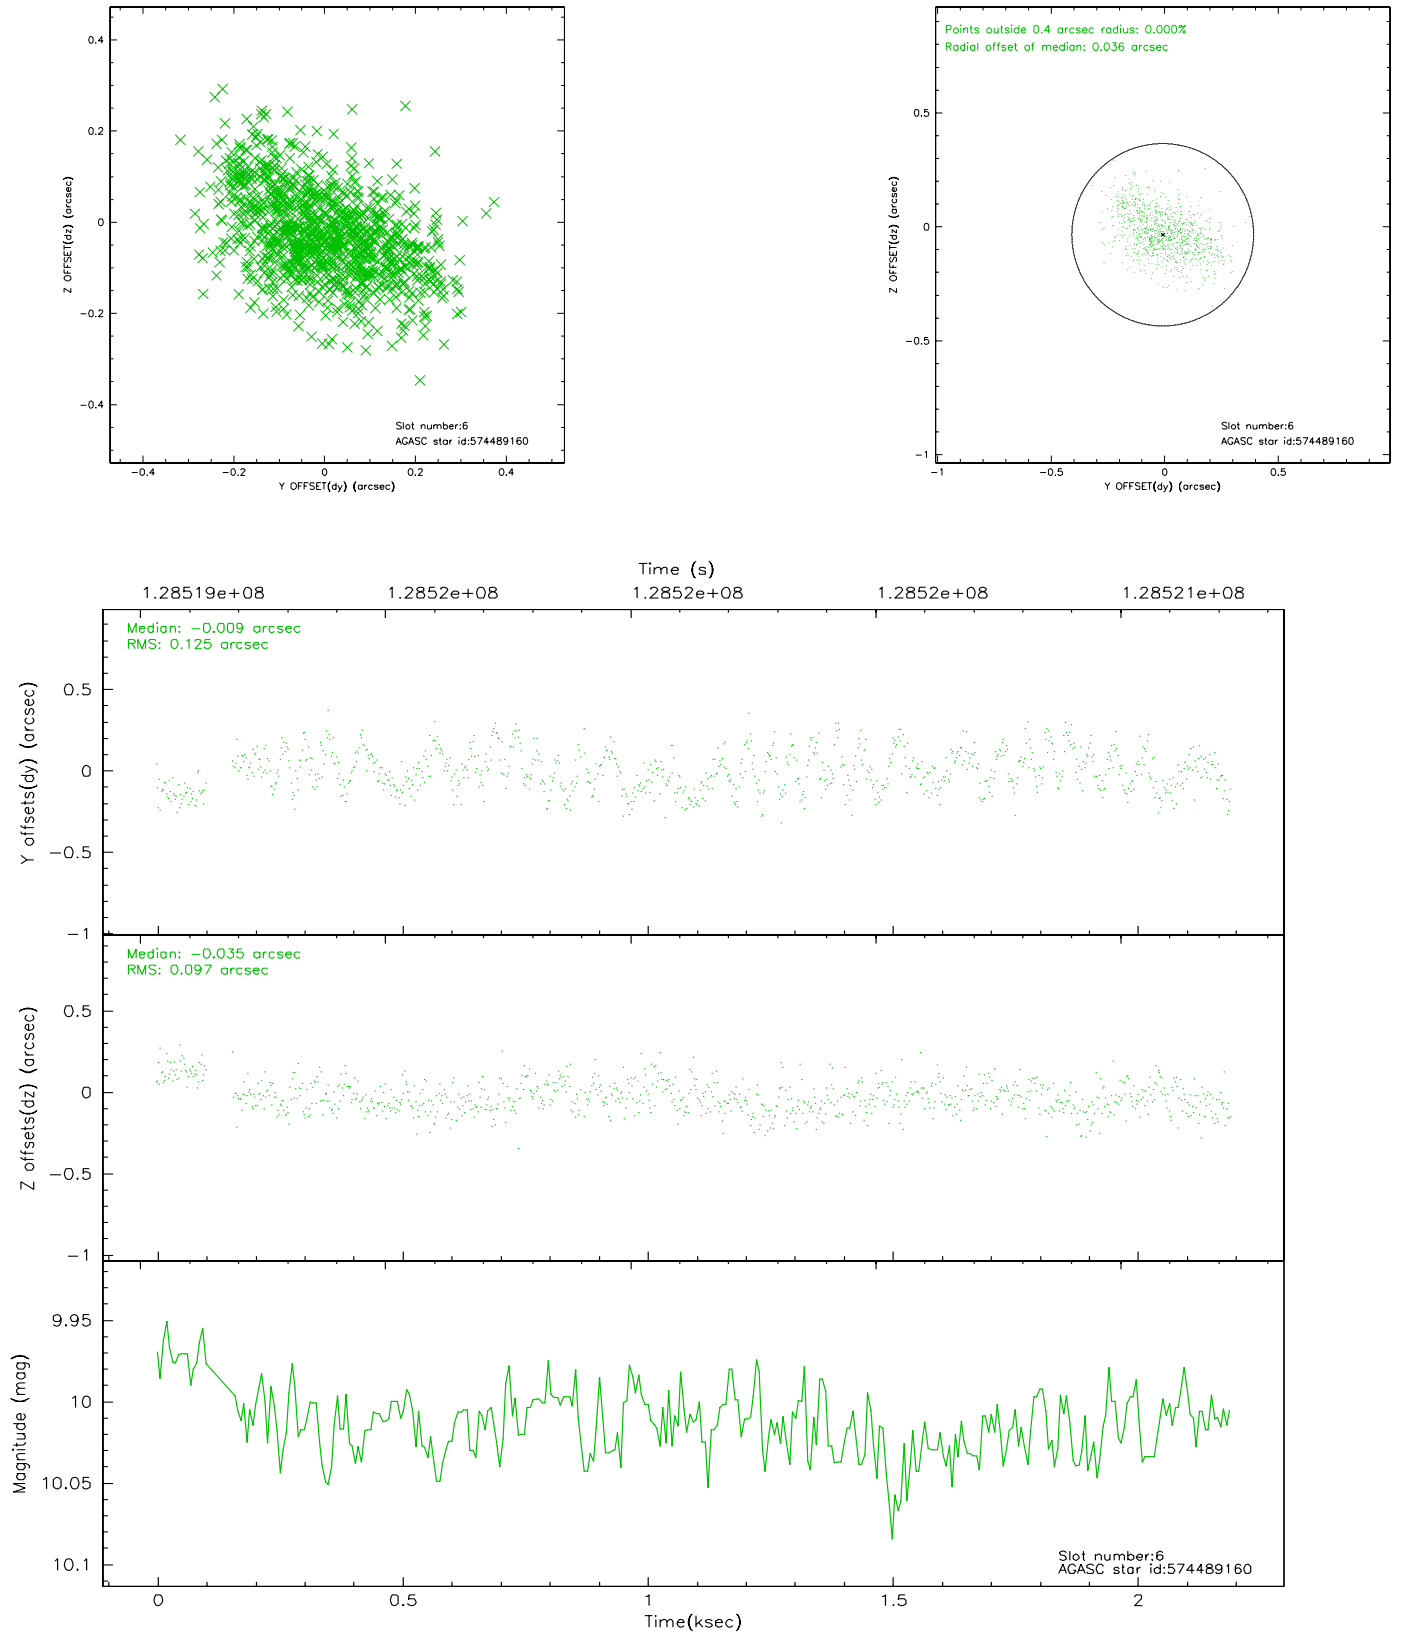 0.4
0.2
0
−0.2
−0.4
Z OFFSET(dz) (arcsec)
Slot number:6
AGASC star id:574489160
−0.4 −0.2 0 0.2 0.4
Y OFFSET(dy) (arcsec)
Points outside 0.4 arcsec radius: 0.000%
Radial offset of median: 0.036 arcsec
0.5
0
−0.5
−1
Z OFFSET(dz) (arcsec)
Slot number:6
AGASC star id:574489160
−1 −0.5 0 0.5
Y OFFSET(dy) (arcsec)
Time (s)
1.28519e+08 1.2852e+08 1.2852e+08 1.2852e+08 1.28521e+08
Median: −0.009 arcsec
RMS: 0.125 arcsec
0.5
0
−0.5
−1
Y offsets(dy) (arcsec)
Median: −0.035 arcsec
RMS: 0.097 arcsec
0.5
0
−0.5
−1
Z offsets(dz) (arcsec)
9.95
10
10.05
10.1
Magnitude (mag)
Slot number:6
AGASC star id:574489160
0 0.5 1 1.5 2
Time(ksec)